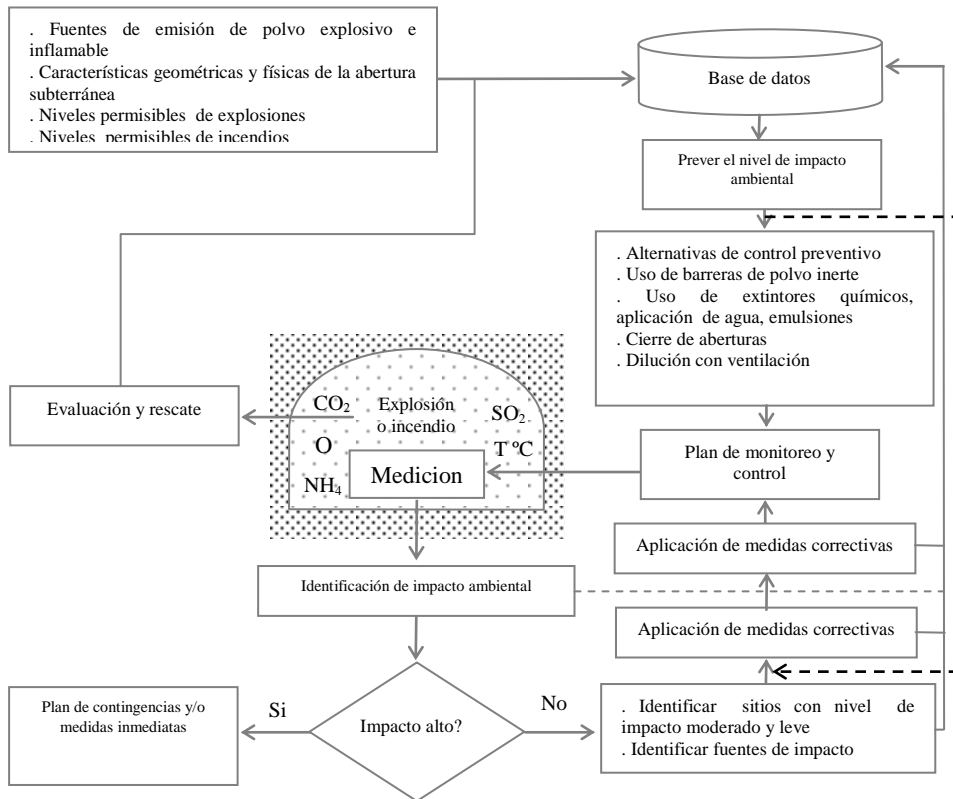 . Fuentes de emisión de polvo explosivo e
inflamable
. Características geométricas y físicas de la abertura
subterránea
. Niveles permisibles de explosiones
. Niveles permisibles de incendios
Base de datos
Prever el nivel de impacto
ambiental
. Alternativas de control preventivo
. Uso de barreras de polvo inerte
. Uso de extintores químicos,
aplicación de agua, emulsiones
. Cierre de aberturas
. Dilución con ventilación
Evaluación y rescate
CO2
Explosión
o incendio
SO2
O
T ºC
NH4
Medicion
Plan de monitoreo y
control
Aplicación de medidas correctivas
Identificación de impacto ambiental
Aplicación de medidas correctivas
Plan de contingencias y/o
medidas inmediatas
Si
Impacto alto?
No
. Identificar sitios con nivel de
impacto moderado y leve
. Identificar fuentes de impacto